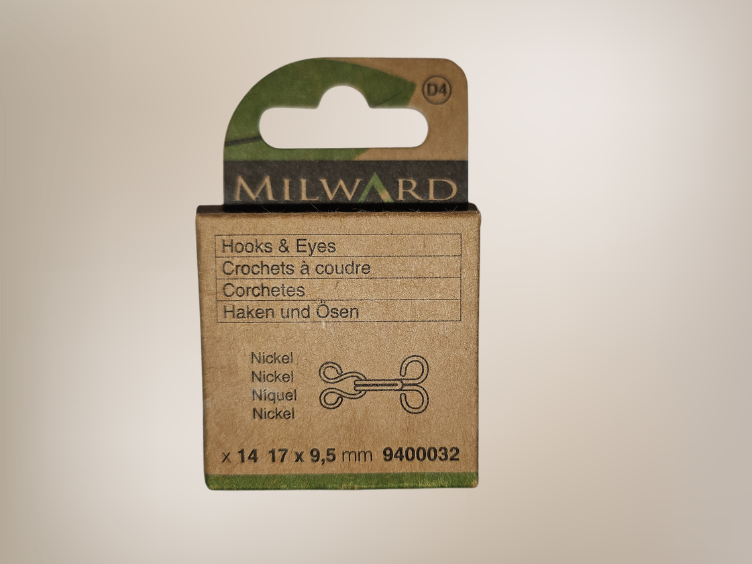 D4
MILWARD
Hooks & Eyes
Crochets à coudre
Corchetes
Haken und Ösen
Nickel
Nickel
Níquel
Nickel
x 14 17 x 9,5 mm 9400032